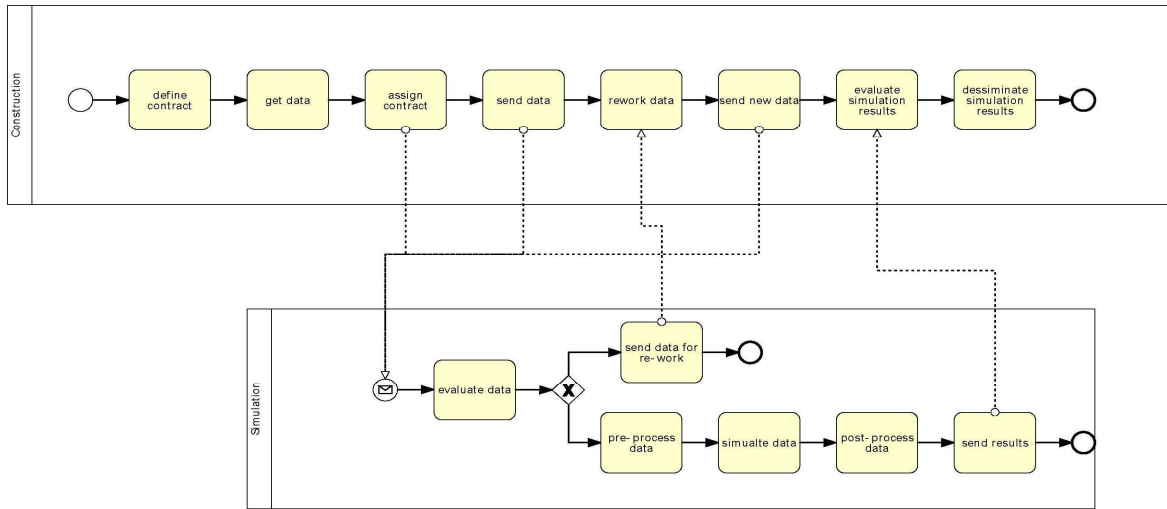 Construction
define
contract
get data
assign
contract
send data
rework data
send new data
evaluate
simulation
results
dessiminate
simulation
results
Simulation
evaluate data
send data for
re-work
pre-process
data
simualte data
post-process
data
send results